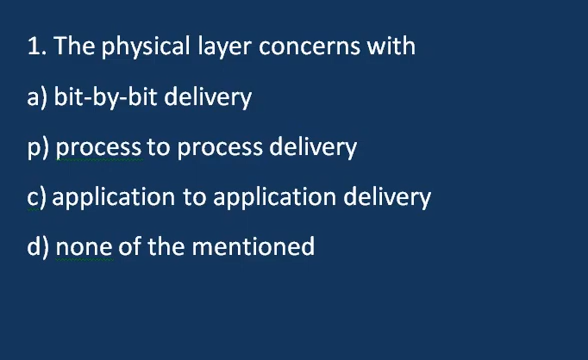 1. The physical layer concerns with
a) bit-by-bit delivery
p) process to process delivery
c) application to application delivery
d) none of the mentioned